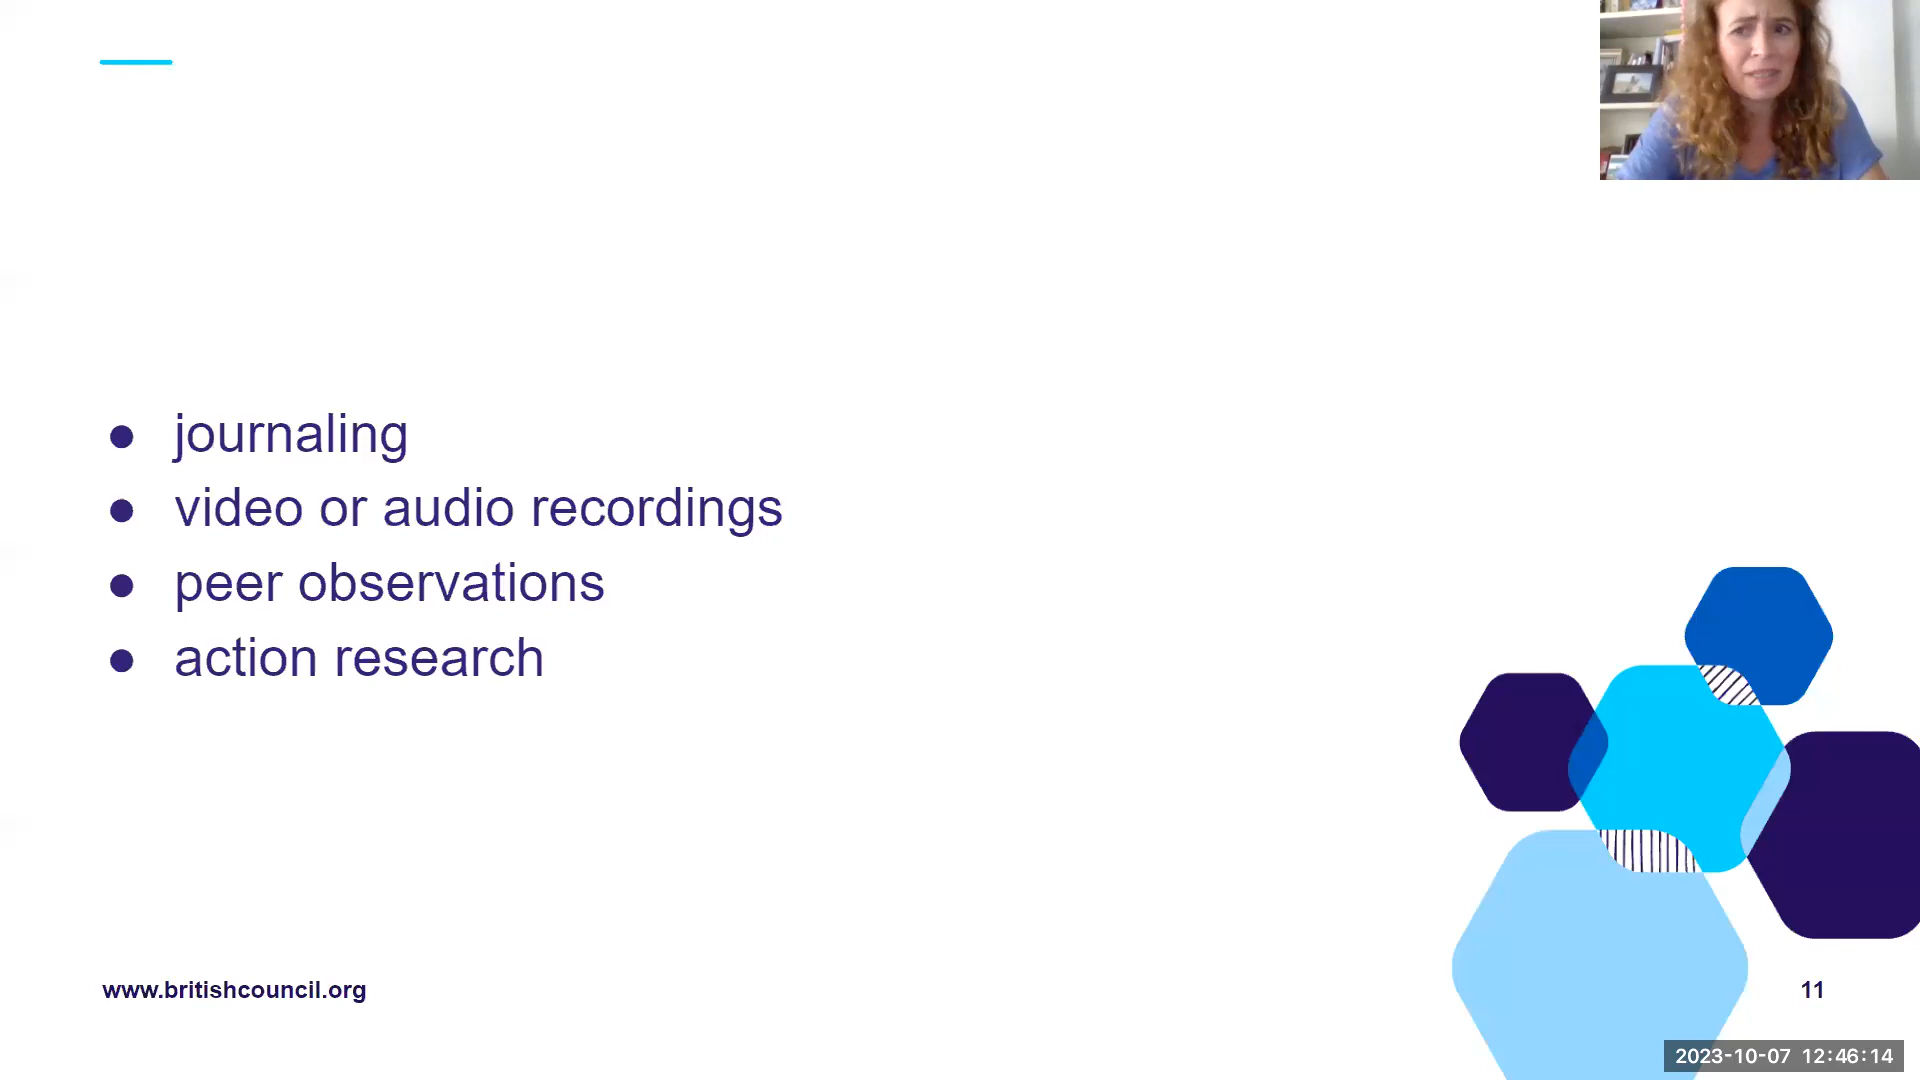 ● journaling
● video or audio recordings
● peer observations
● action research
www.britishcouncil.org
11
2023-10-07 12:46:14